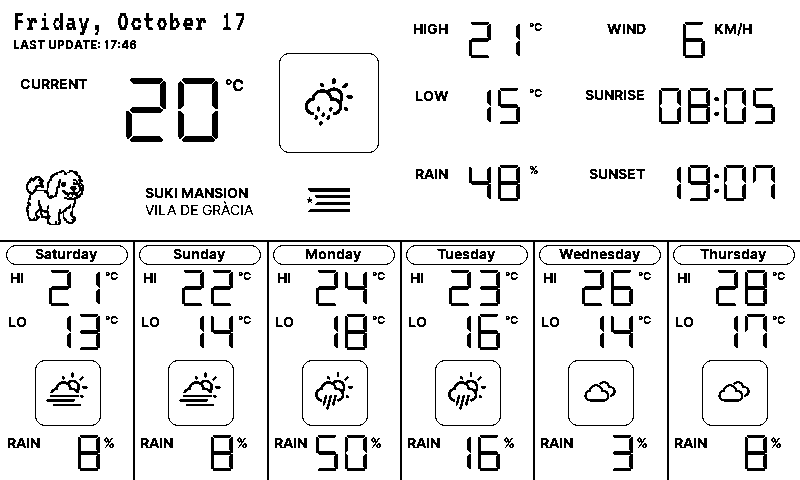 Friday, October 17
LAST UPDATE: 17:46
CURRENT 20 °C
HIGH 21 °C
WIND 6 KM/H
LOW 15 °C
SUNRISE 08:05
RAIN 48 %
SUNSET 19:07
SUKI MANSION
VILA DE GRÀCIA
Saturday
HI 21 °C
LO 13 °C
RAIN 8 %
Sunday
HI 22 °C
LO 14 °C
RAIN 8 %
Monday
HI 24 °C
LO 18 °C
RAIN 50 %
Tuesday
HI 23 °C
LO 16 °C
RAIN 16 %
Wednesday
HI 26 °C
LO 14 °C
RAIN 3 %
Thursday
HI 28 °C
LO 17 °C
RAIN 8 %